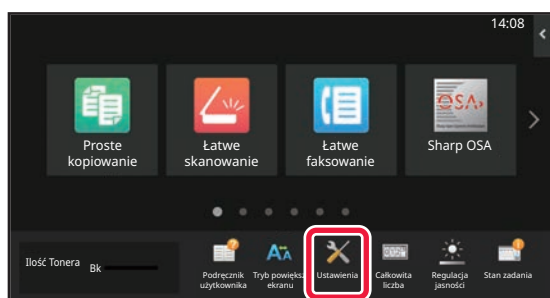 14:08
Proste
kopiowanie
Łatwe
skanowanie
Łatwe
faksowanie
OSA
Sharp OSA
Ilość Tonera
Bk
Podręcznik
użytkownika
Tryb powiększ
ekranu
Ustawienia
Całkowita
liczba
Regulacja
jasności
Stan zadania